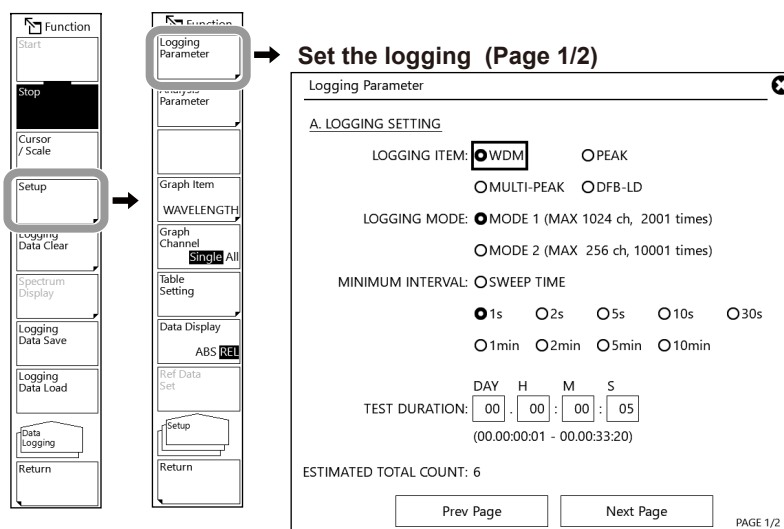 Function
Start
Stop
Cursor
/ Scale
Setup
Logging
Data Clear
Spectrum
Display
Logging
Data Save
Logging
Data Load
Data
Logging
Return
Function
Logging
Parameter
Analysis
Parameter
Graph Item
WAVELENGTH
Graph
Channel
Single All
Table
Setting
Data Display
ABS REL
Ref Data
Set
Setup
Return
Set the logging (Page 1/2)
Logging Parameter
A. LOGGING SETTING
LOGGING ITEM: WDM PEAK
MULTI-PEAK DFB-LD
LOGGING MODE: MODE 1 (MAX 1024 ch, 2001 times)
MODE 2 (MAX 256 ch, 10001 times)
MINIMUM INTERVAL: SWEEP TIME
1s 2s 5s 10s 30s
1min 2min 5min 10min
DAY H M S
TEST DURATION: 00 . 00 : 00 : 05
(00.00:00:01 - 00.00:33:20)
ESTIMATED TOTAL COUNT: 6
Prev Page Next Page
PAGE 1/2